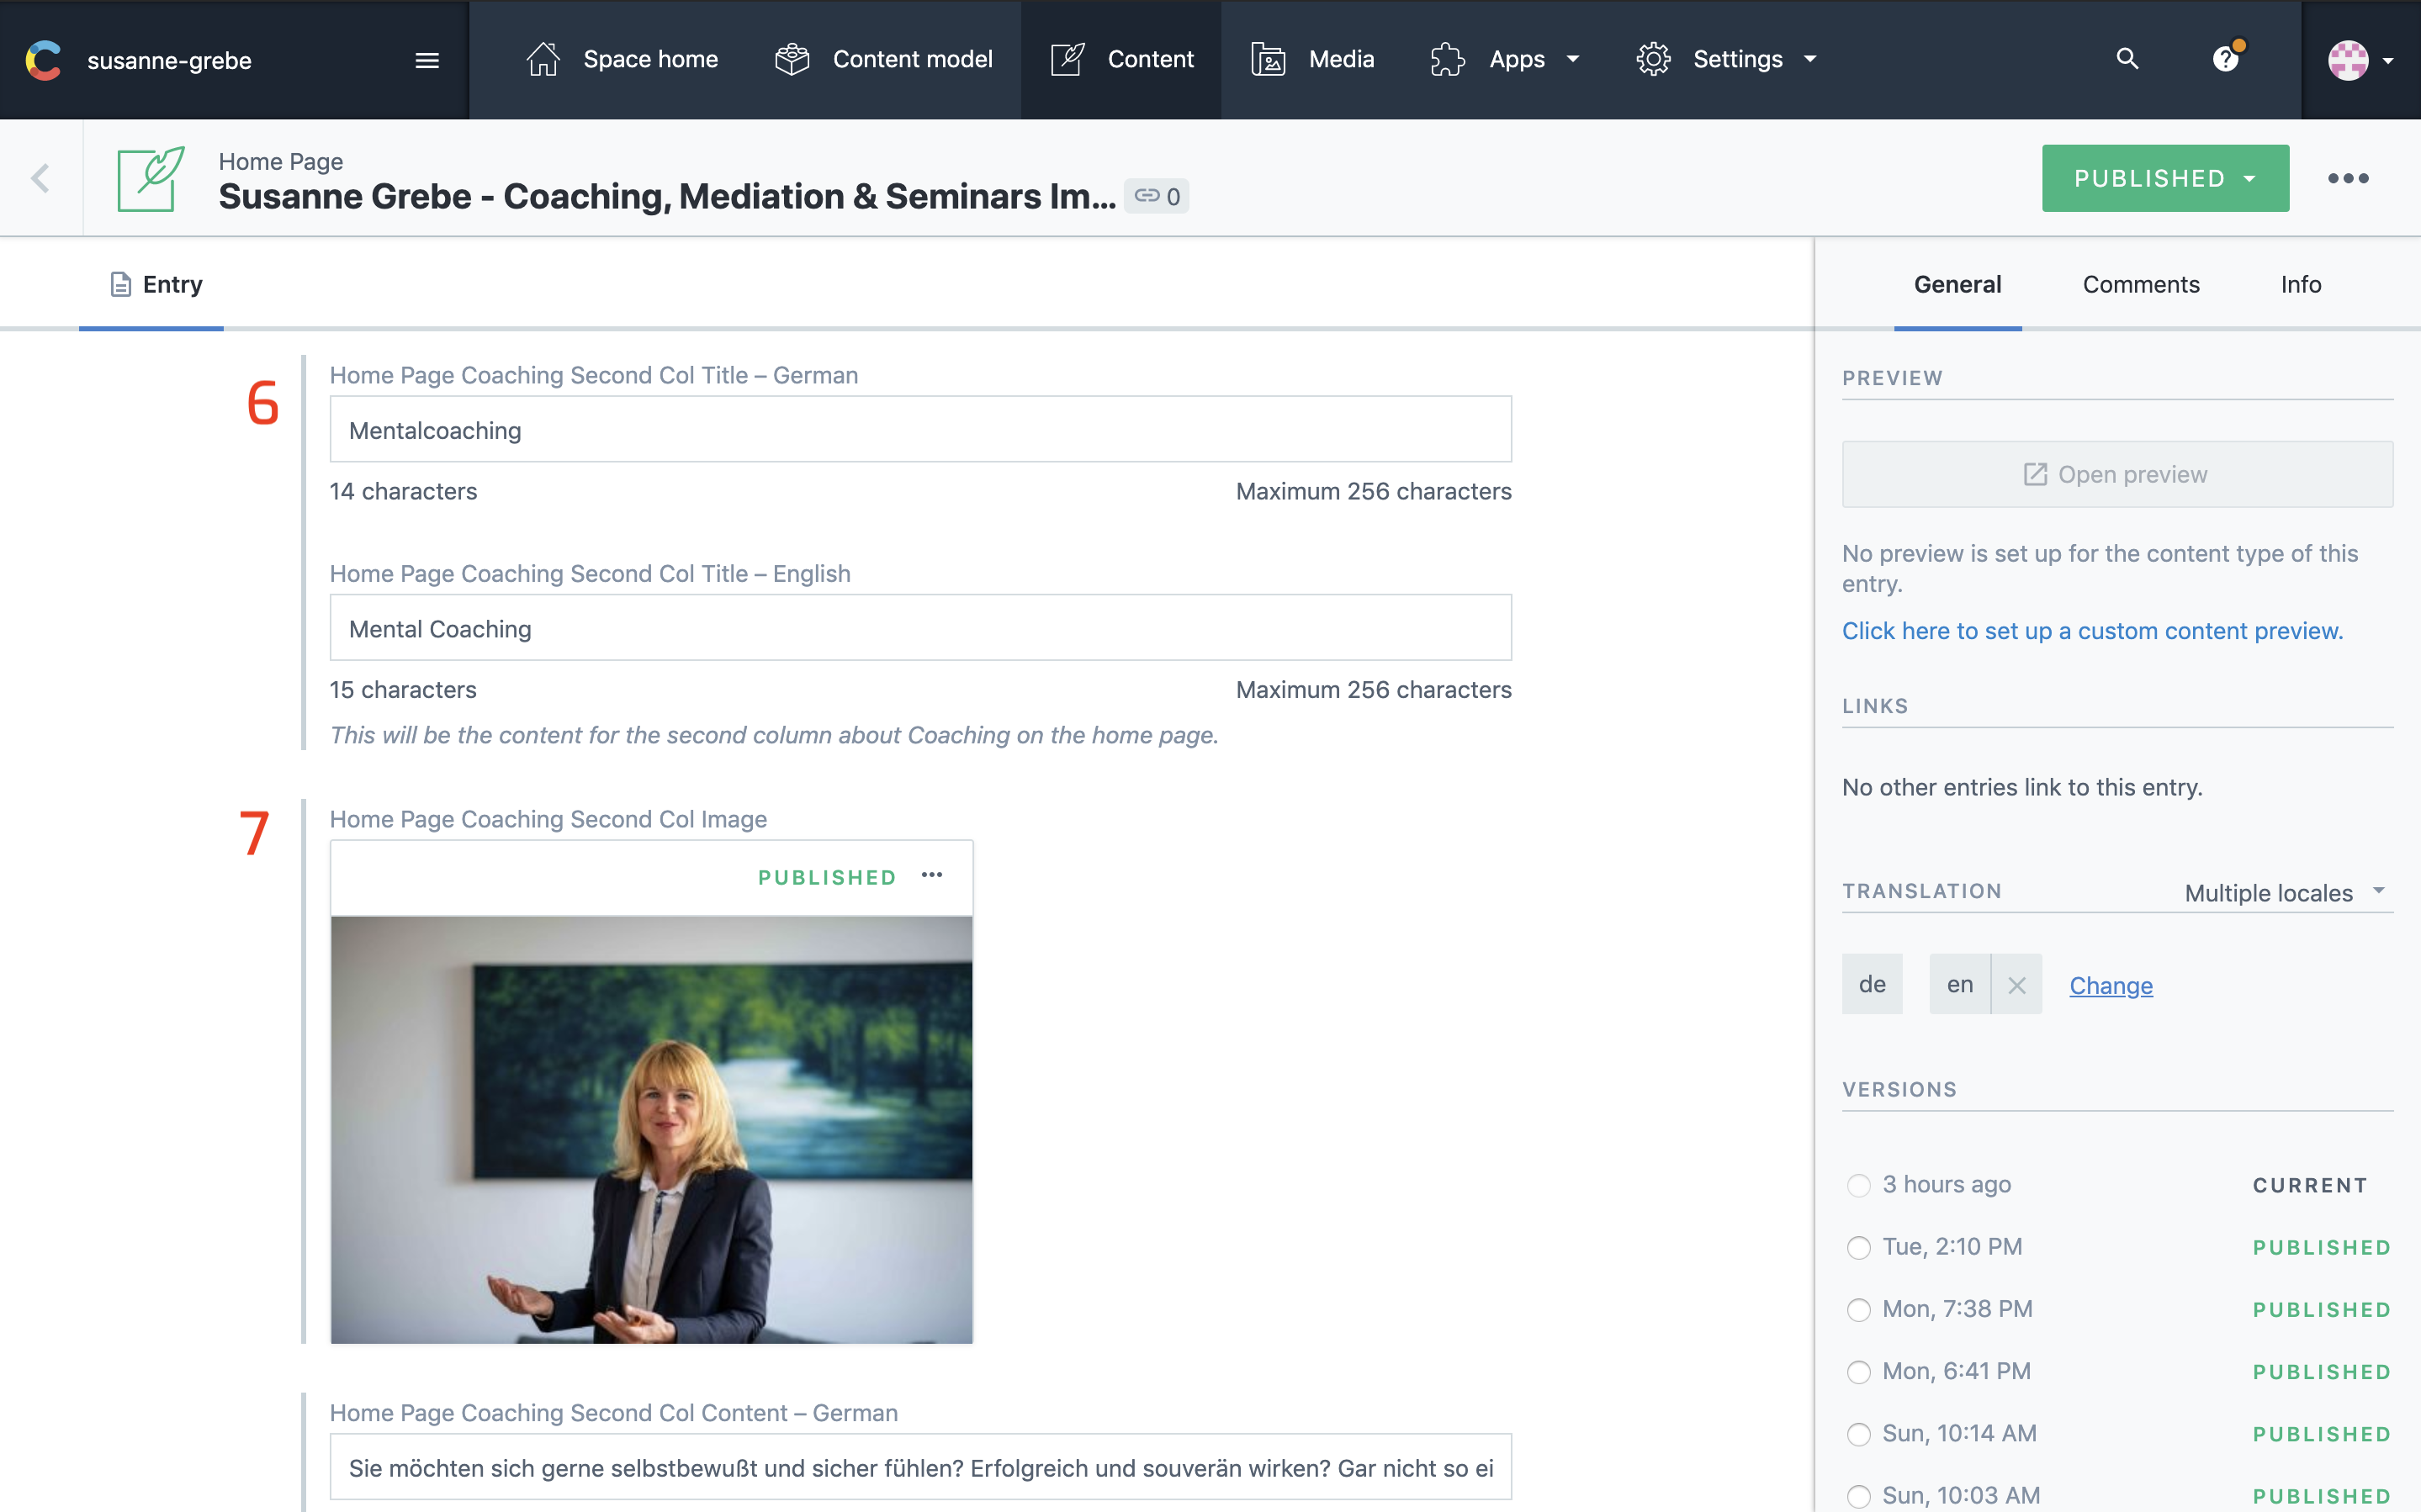 susanne-grebe
Space home
Content model
Content
Media
Apps
Settings
?
Home Page
Susanne Grebe - Coaching, Mediation & Seminars Im...
0
PUBLISHED
Entry
General
Comments
Info
6
Home Page Coaching Second Col Title – German
Mentalcoaching
14 characters
Maximum 256 characters
Home Page Coaching Second Col Title – English
Mental Coaching
15 characters
Maximum 256 characters
This will be the content for the second column about Coaching on the home page.
7
Home Page Coaching Second Col Image
PUBLISHED
Home Page Coaching Second Col Content – German
Sie möchten sich gerne selbstbewußt und sicher fühlen? Erfolgreich und souverän wirken? Gar nicht so ei
PREVIEW
Open preview
No preview is set up for the content type of this
entry.
Click here to set up a custom content preview.
LINKS
No other entries link to this entry.
TRANSLATION
Multiple locales
de
en
Change
VERSIONS
3 hours ago
CURRENT
Tue, 2:10 PM
PUBLISHED
Mon, 7:38 PM
PUBLISHED
Mon, 6:41 PM
PUBLISHED
Sun, 10:14 AM
PUBLISHED
Sun, 10:03 AM
PUBLISHED